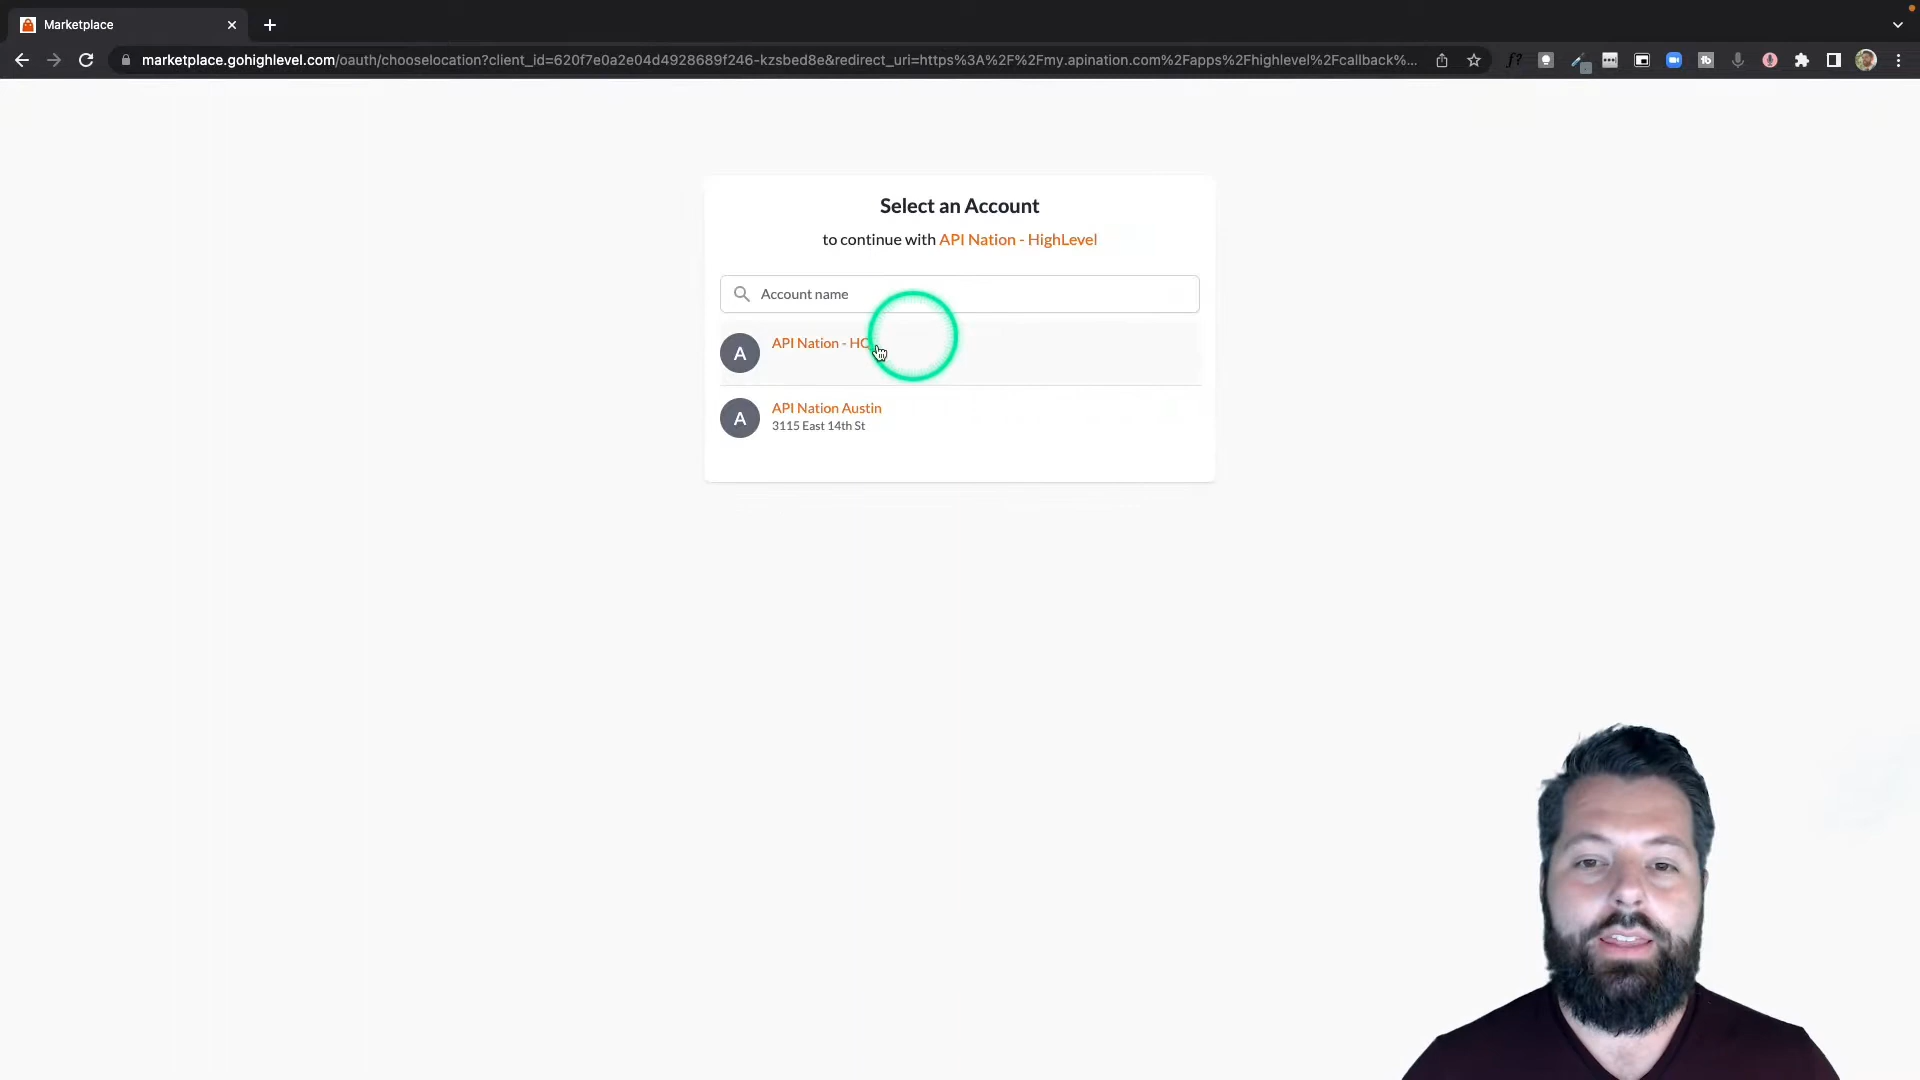 Marketplace
marketplace.gohighlevel.com/oauth/chooselocation?client_id=620f7e0a2e04d4928689f246-kzsbed8e&redirect_uri=https%3A%2F%2Fmy.apination.com%2Fapps%2Fhighlevel%2Fcallback%...
f?
Select an Account
to continue with API Nation - HighLevel
Account name
A
API Nation - HQ
A
API Nation Austin
3115 East 14th St